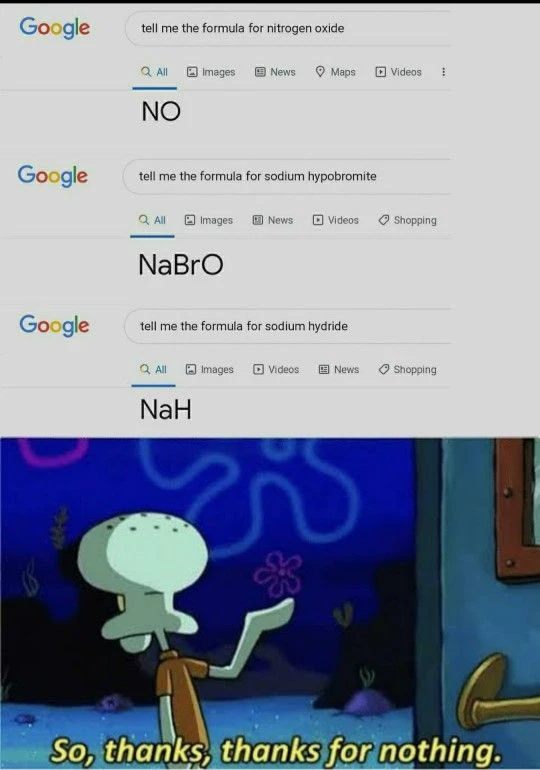 Google tell me the formula for nitrogen oxide
All Images News Maps Videos
NO
Google tell me the formula for sodium hypobromite
All Images News Videos Shopping
NaBrO
Google tell me the formula for sodium hydride
All Images Videos News Shopping
NaH
So, thanks, thanks for nothing.